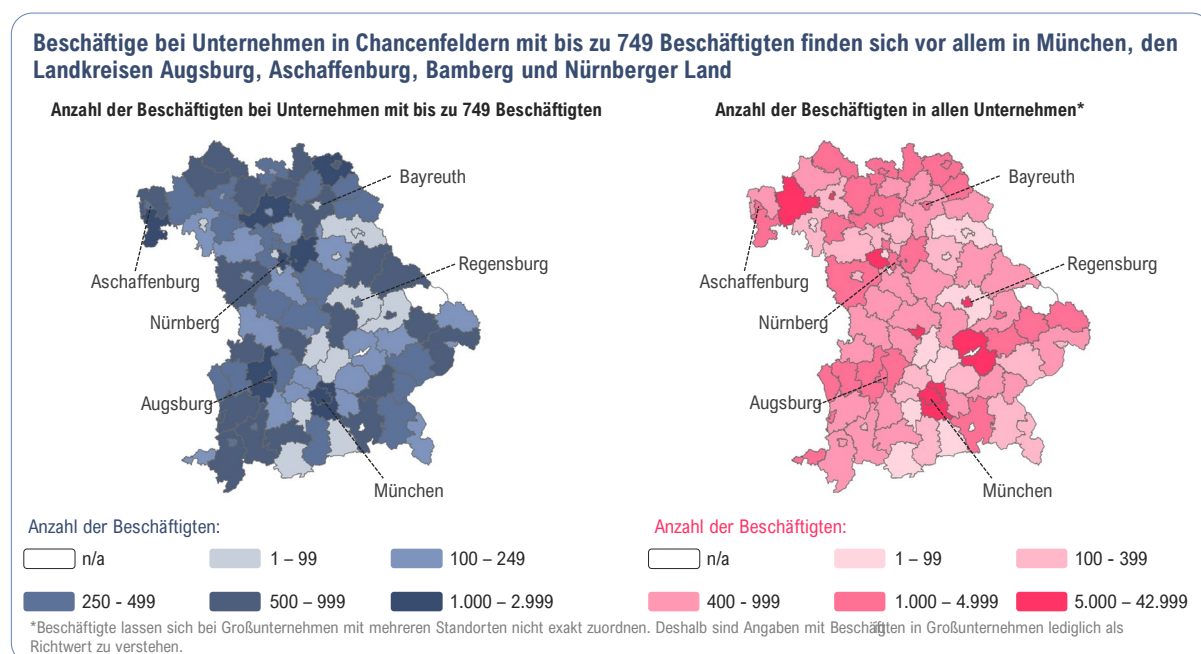 Beschäftige bei Unternehmen in Chancenfeldern mit bis zu 749 Beschäftigten finden sich vor allem in München, den
Landkreisen Augsburg, Aschaffenburg, Bamberg und Nürnberger Land
Anzahl der Beschäftigten bei Unternehmen mit bis zu 749 Beschäftigten
Bayreuth
Regensburg
Aschaffenburg
Nürnberg
Augsburg
München
Anzahl der Beschäftigten:
n/a
1 – 99
100 – 249
250 - 499
500 – 999
1.000 – 2.999
Anzahl der Beschäftigten in allen Unternehmen*
Bayreuth
Aschaffenburg
Regensburg
Nürnberg
Augsburg
München
Anzahl der Beschäftigten:
n/a
1 – 99
100 - 399
400 - 999
1.000 – 4.999
5.000 – 42.999
*Beschäftigte lassen sich bei Großunternehmen mit mehreren Standorten nicht exakt zuordnen. Deshalb sind Angaben mit Beschäftigten in Großunternehmen lediglich als
Richtwert zu verstehen.